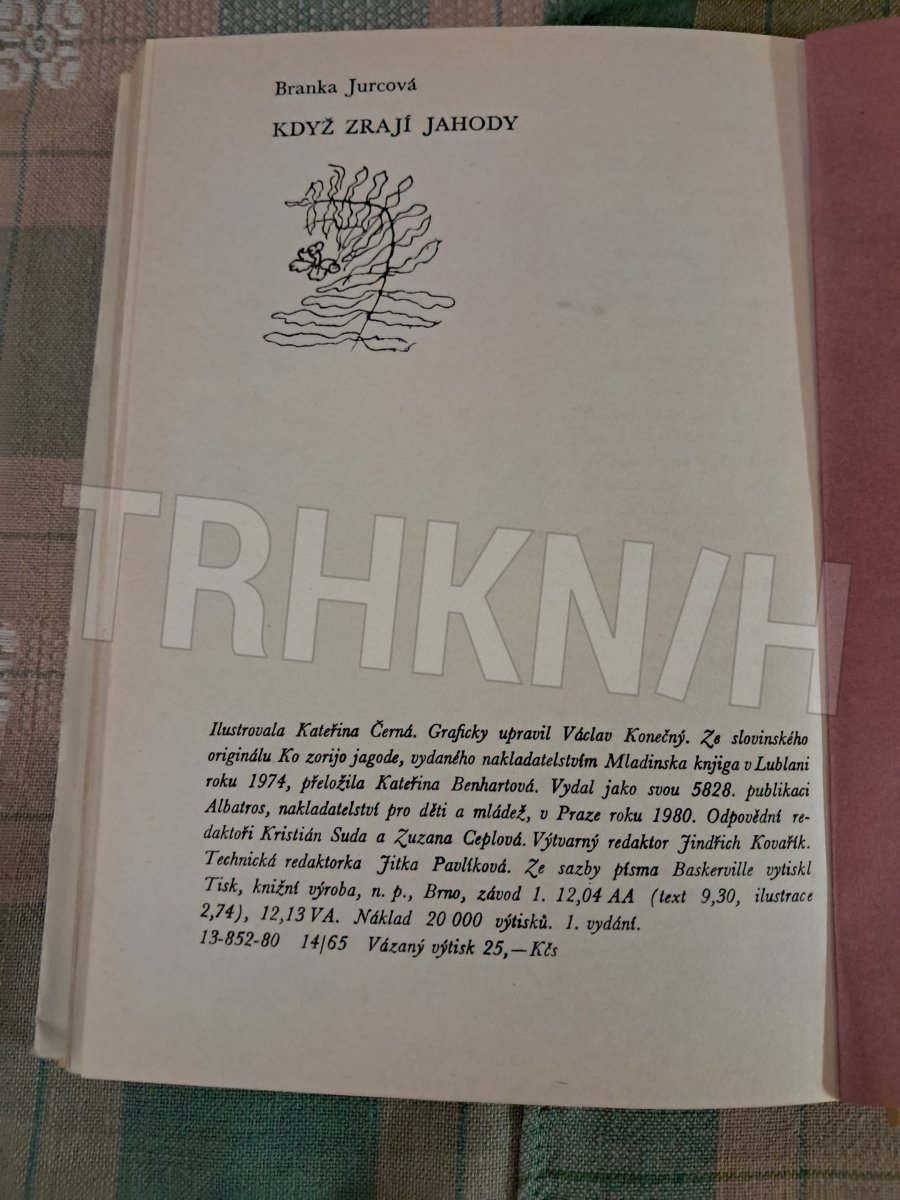 Branka Jurcová
KDYŽ ZRAJÍ JAHODY
TRHKNIH
Ilustrovala Kateřina Černá. Graficky upravil Václav Konečný. Ze slovinského
originálu Ko zorijo jagode, vydaného nakladatelstvím Mladinska knjiga v Lublani
roku 1974, přeložila Kateřina Benhartová. Vydal jako svou 5828. publikaci
Albatros, nakladatelství pro děti a mládež, v Praze roku 1980. Odpovědní re-
daktoři Kristián Suda a Zuzana Ceplová. Výtvarný redaktor Jindřich Kovařík.
Technická redaktorka Jitka Pavlíková. Ze sazby písma Baskerville vytiskl
Tisk, knižní výroba, n. p., Brno, závod 1. 12,04 AA (text 9,30, ilustrace
2,74), 12,13 VA. Náklad 20 000 výtisků. 1. vydání.
13-852-80 14/65 Vázaný výtisk 25,—Kčs